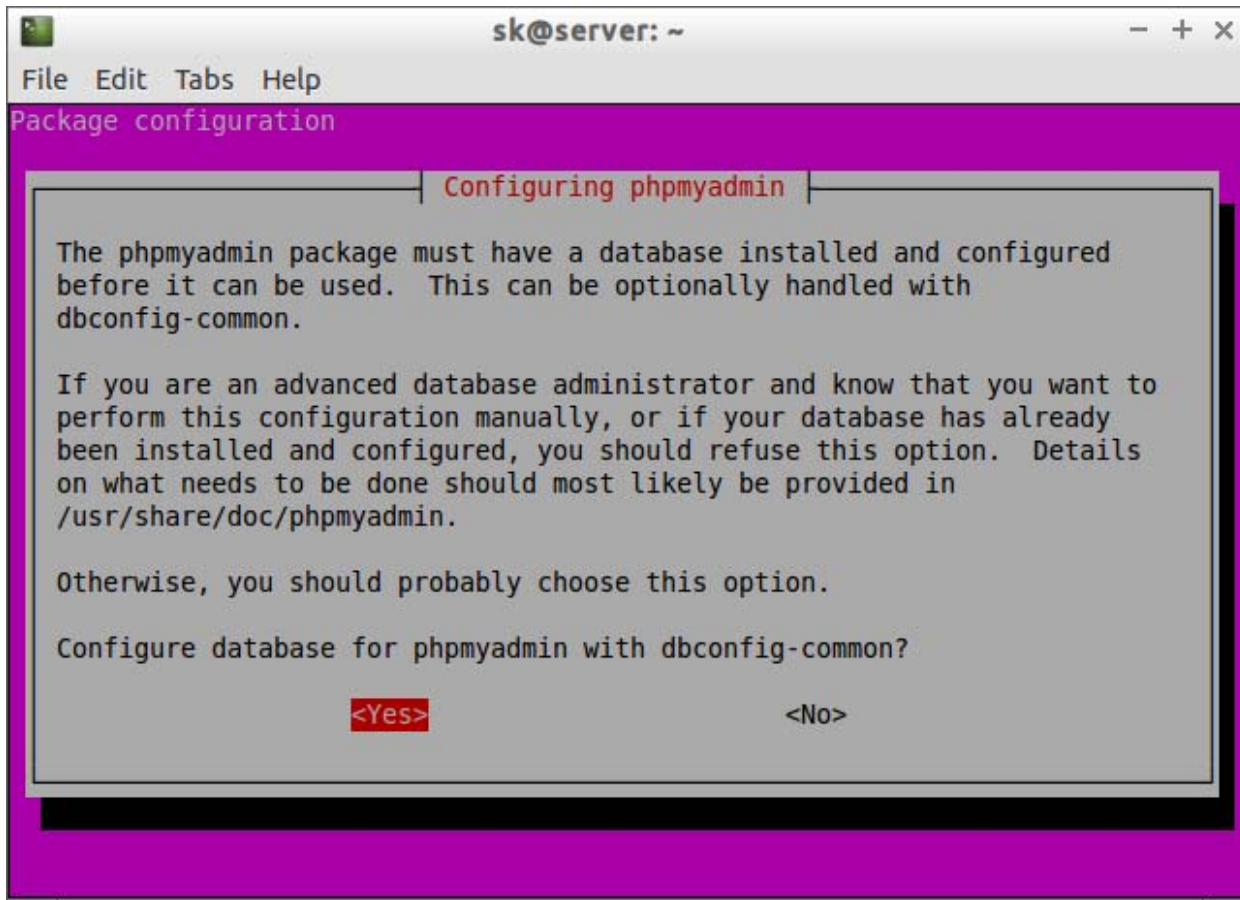 sk@server: ~
File Edit Tabs Help
Package configuration
Configuring phpmyadmin
The phpmyadmin package must have a database installed and configured
before it can be used.  This can be optionally handled with
dbconfig-common.
If you are an advanced database administrator and know that you want to
perform this configuration manually, or if your database has already
been installed and configured, you should refuse this option.  Details
on what needs to be done should most likely be provided in
/usr/share/doc/phpmyadmin.
Otherwise, you should probably choose this option.
Configure database for phpmyadmin with dbconfig-common?
<Yes> <No>